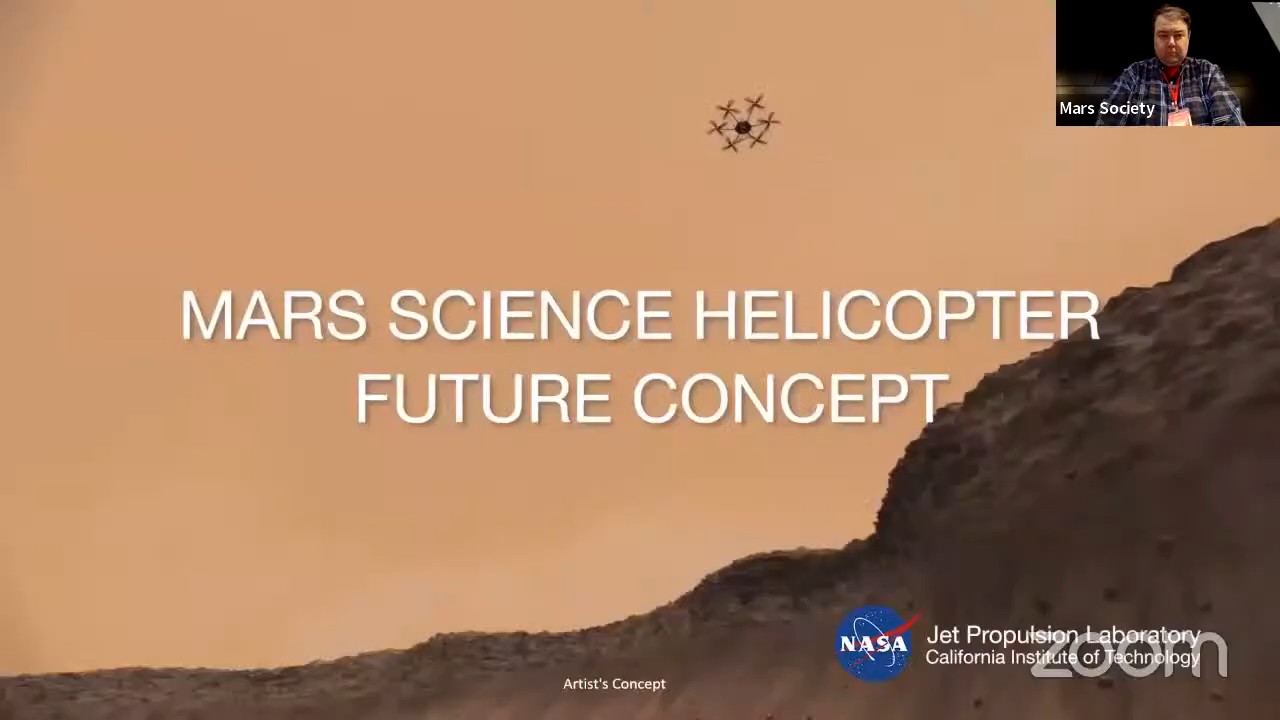 Mars Society
MARS SCIENCE HELICOPTER
FUTURE CONCEPT
NASA
Jet Propulsion Laboratory
California Institute of Technology
zoom
Artist's Concept